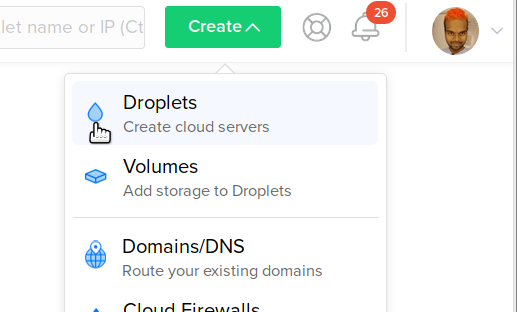 let name or IP (Ct
Create
26
Droplets
Create cloud servers
Volumes
Add storage to Droplets
Domains/DNS
Route your existing domains
Cloud Firewalls